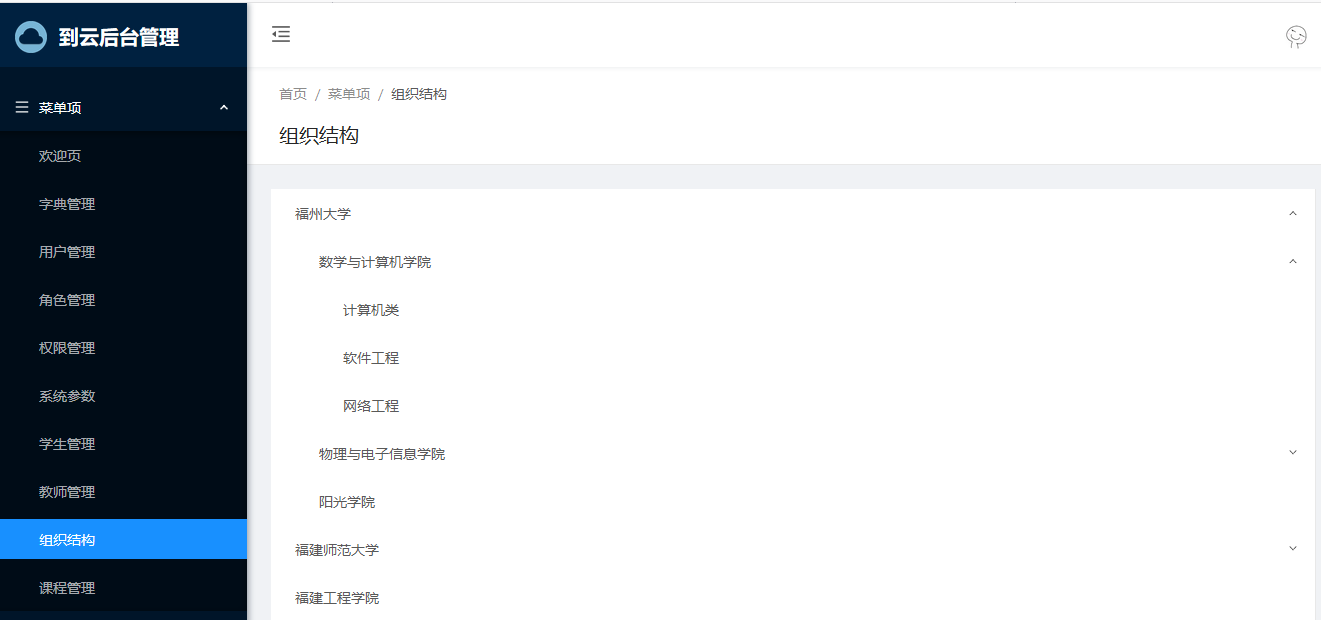 到云后台管理
菜单项
欢迎页
字典管理
用户管理
角色管理
权限管理
系统参数
学生管理
教师管理
组织结构
课程管理
首页 / 菜单项 / 组织结构
组织结构
福州大学
数学与计算机学院
计算机类
软件工程
网络工程
物理与电子信息学院
阳光学院
福建师范大学
福建工程学院